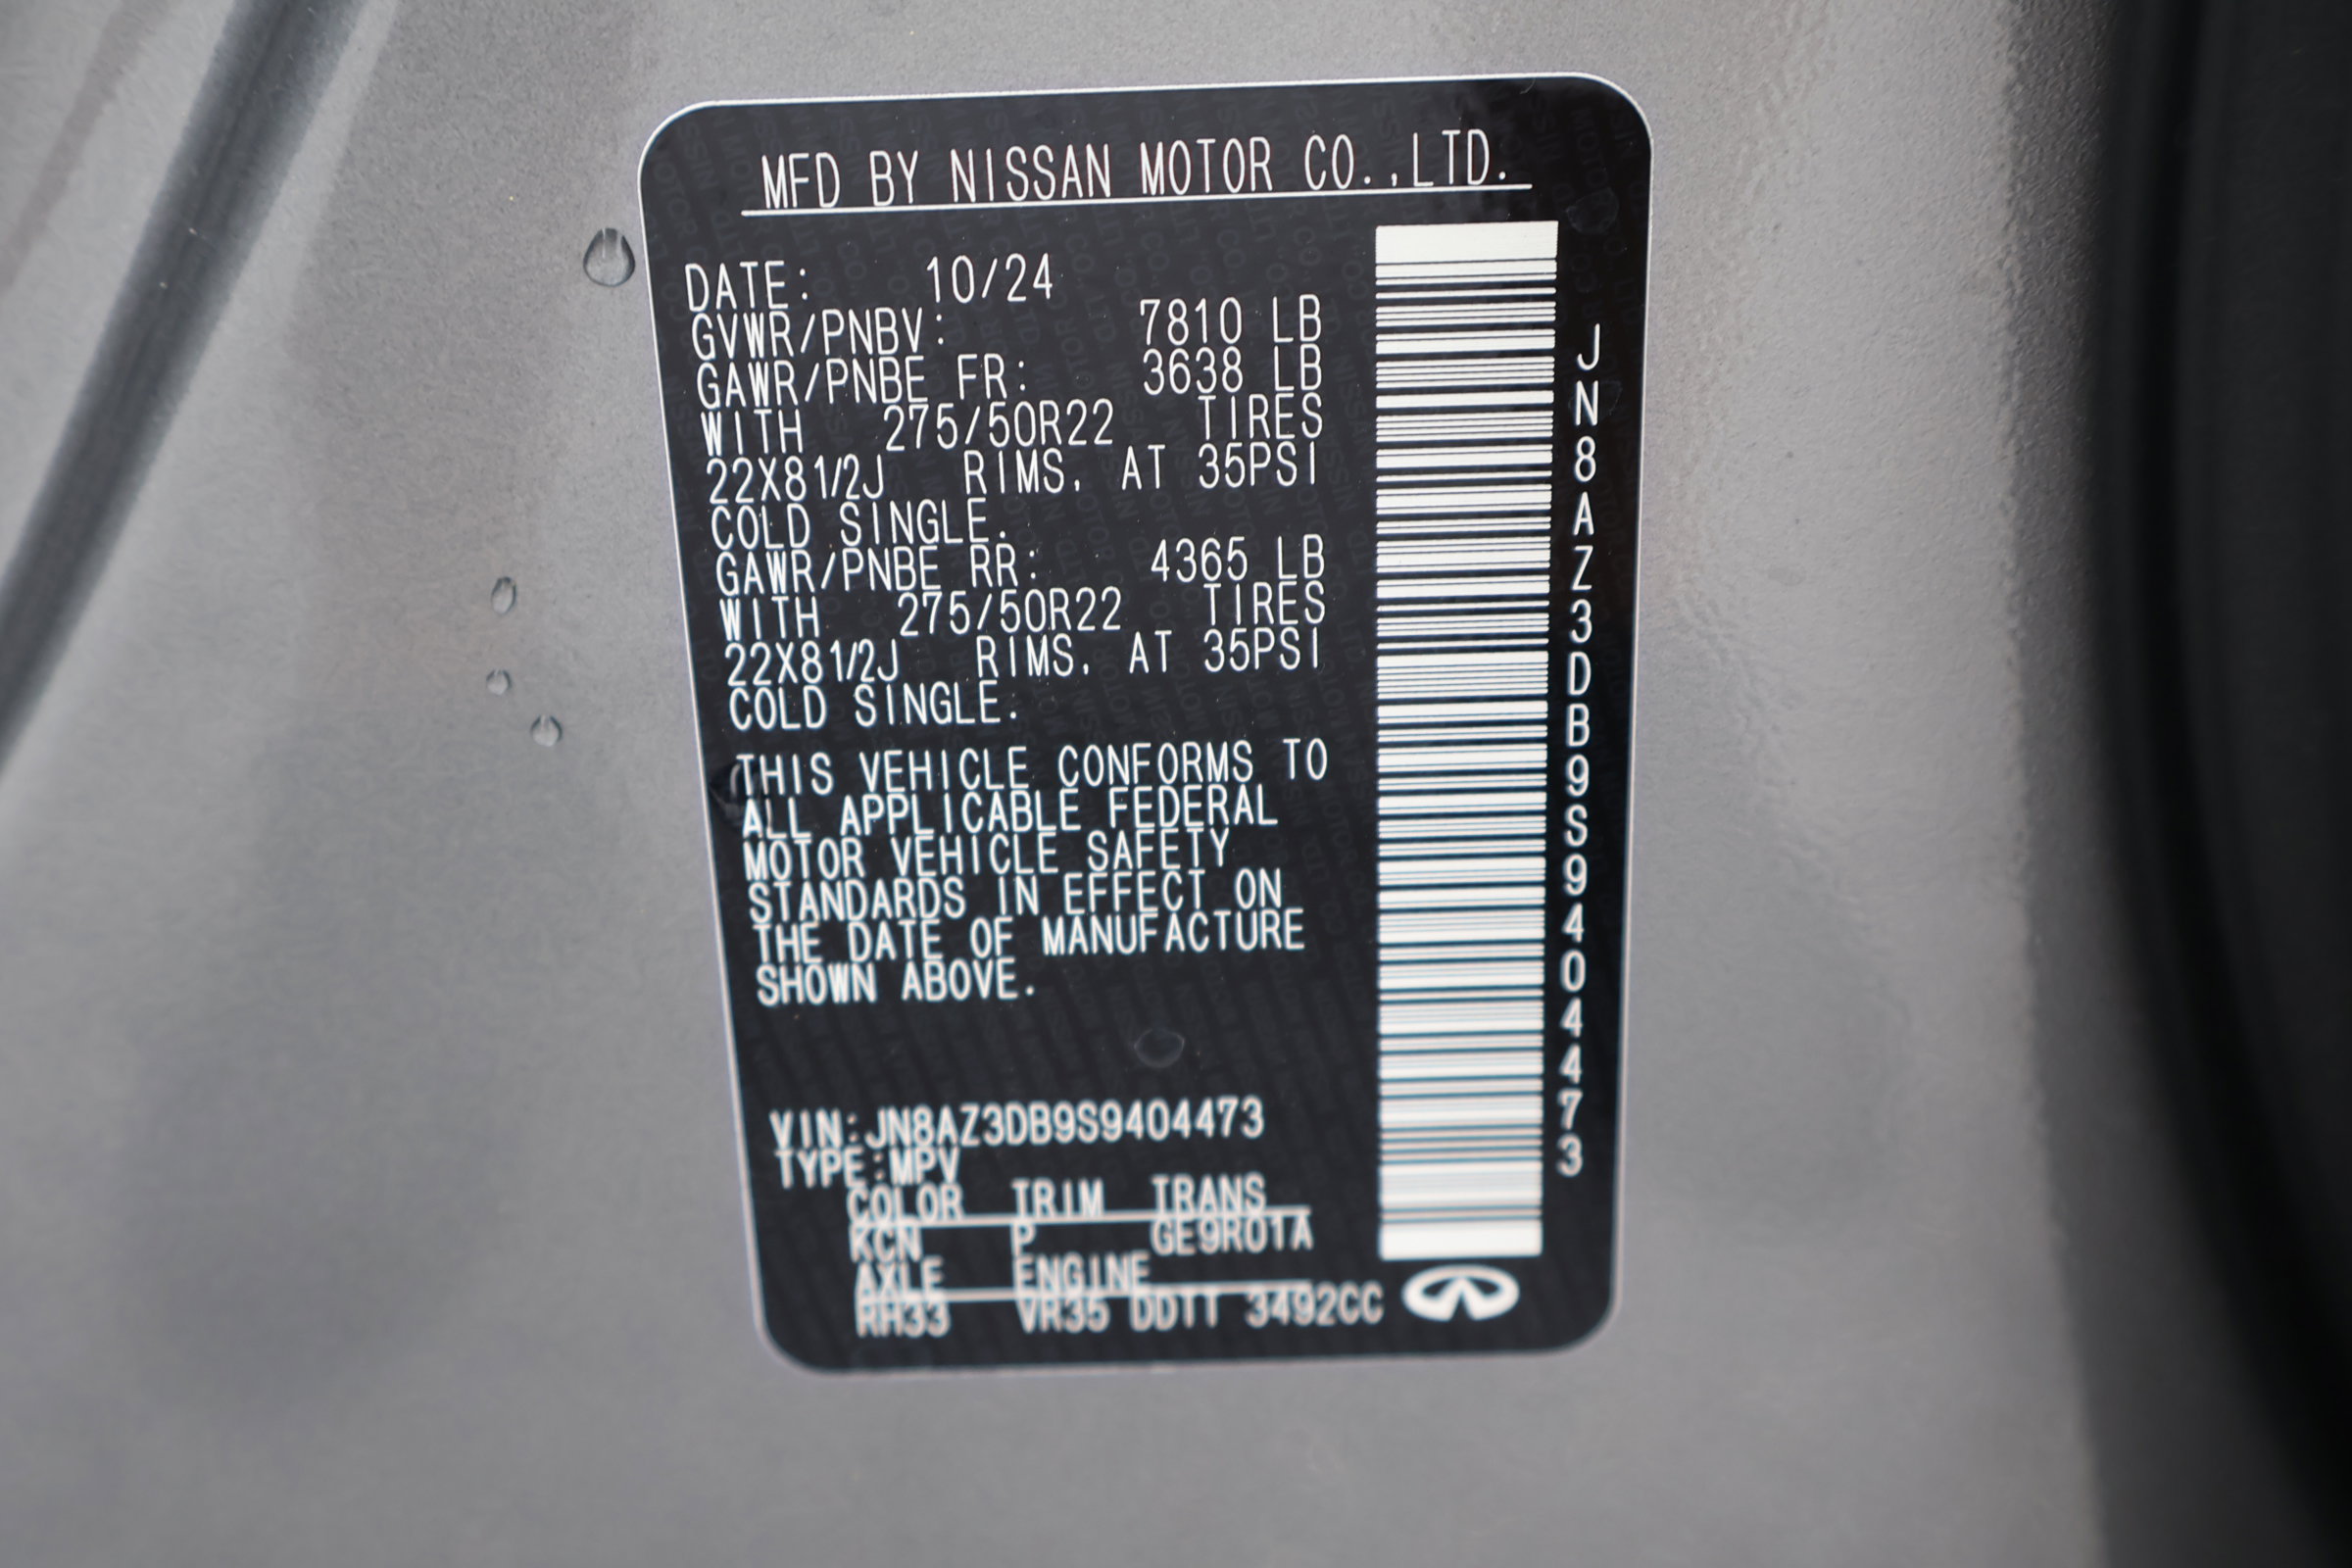 MFD BY NISSAN MOTOR CO.,LTD.
DATE: 10/24
GVWR/PNBV: 7810 LB
GAWR/PNBE FR: 3638 LB
WITH 275/50R22 TIRES
22X81/2J RIMS, AT 35PSI
COLD SINGLE.
GAWR/PNBE RR: 4365 LB
WITH 275/50R22 TIRES
22X81/2J RIMS, AT 35PSI
COLD SINGLE.
THIS VEHICLE CONFORMS TO
ALL APPLICABLE FEDERAL
MOTOR VEHICLE SAFETY
STANDARDS IN EFFECT ON
THE DATE OF MANUFACTURE
SHOWN ABOVE.
VIN:JN8AZ3DB9S9404473
TYPE:MPV
COLOR TRIM TRANS
KCN P GE9R01A
AXLE ENGINE
RH33 VR35 DDTT 3492CC
JN8AZ3DB9S9404473